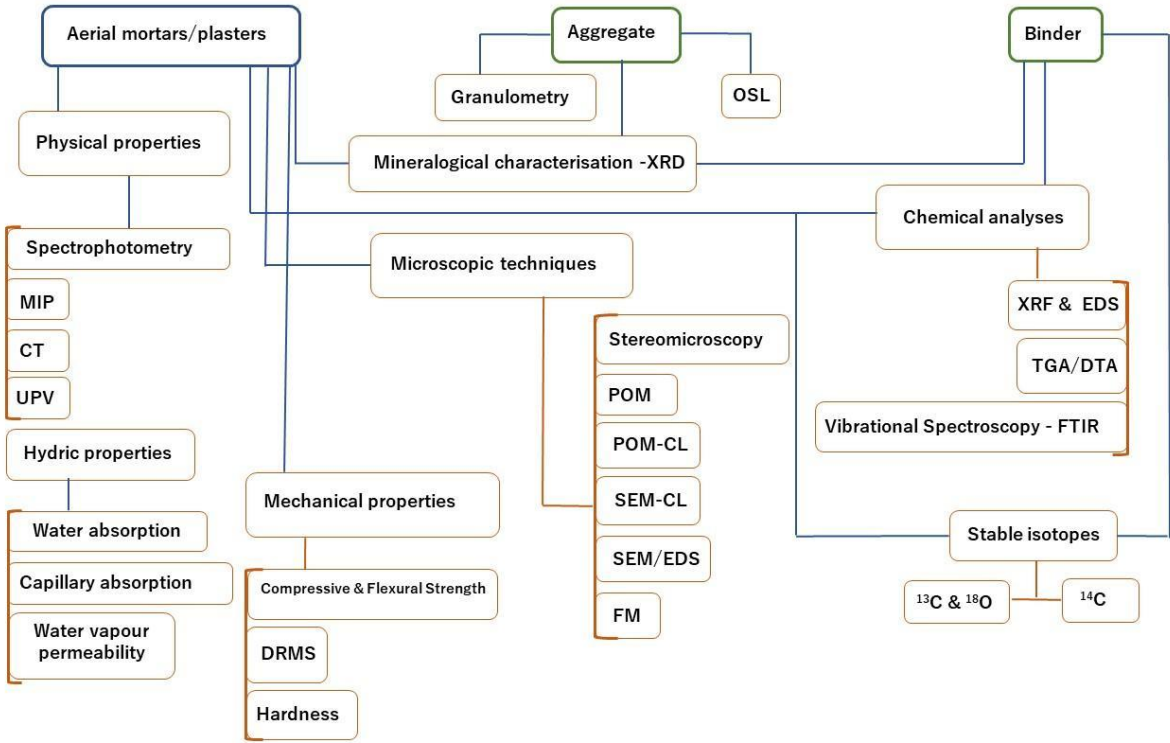 Aerial mortars/plasters
Aggregate
Binder
Granulometry
OSL
Physical properties
Mineralogical characterisation -XRD
Chemical analyses
Spectrophotometry
Microscopic techniques
MIP
XRF & EDS
CT
Stereomicroscopy
TGA/DTA
UPV
POM
Vibrational Spectroscopy - FTIR
Hydric properties
POM-CL
Mechanical properties
SEM-CL
Water absorption
Stable isotopes
SEM/EDS
Capillary absorption
Compressive & Flexural Strength
¹³C & ¹⁸O
¹⁴C
FM
Water vapour
permeability
DRMS
Hardness